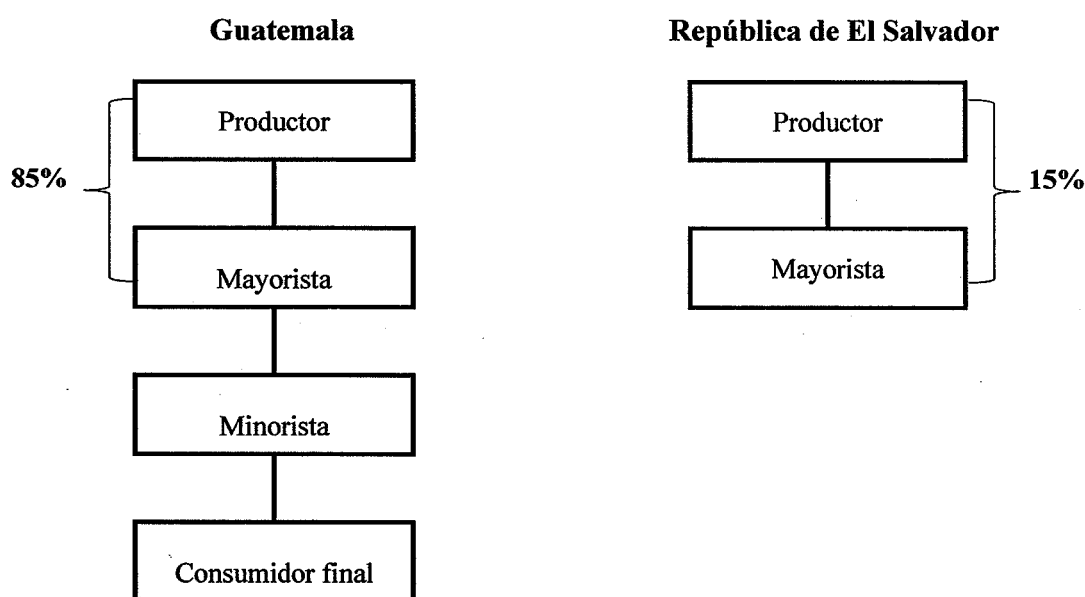 Guatemala
República de El Salvador
Productor
Productor
85%
15%
Mayorista
Mayorista
Minorista
Consumidor final